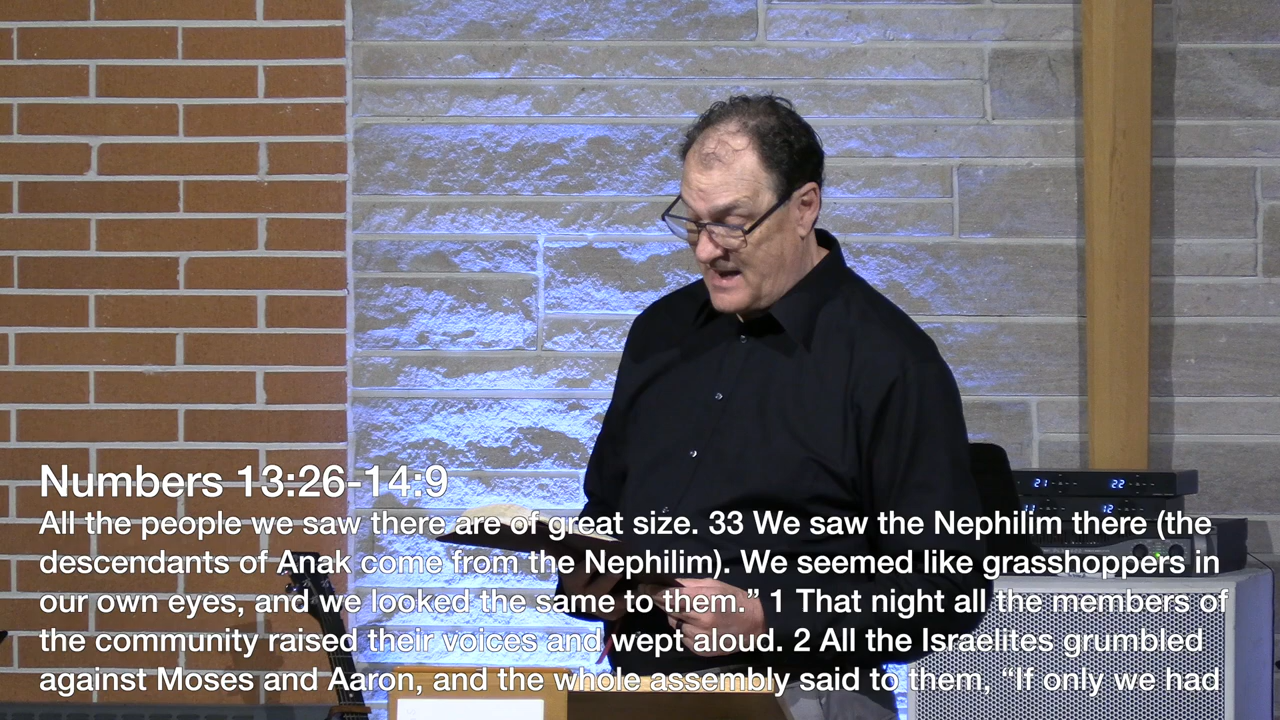 Numbers 13:26-14:9
All the people we saw there are of great size. 33 We saw the Nephilim there (the
descendants of Anak come from the Nephilim). We seemed like grasshoppers in
our own eyes, and we looked the same to them.” 1 That night all the members of
the community raised their voices and wept aloud. 2 All the Israelites grumbled
against Moses and Aaron, and the whole assembly said to them, “If only we had
21 22
12